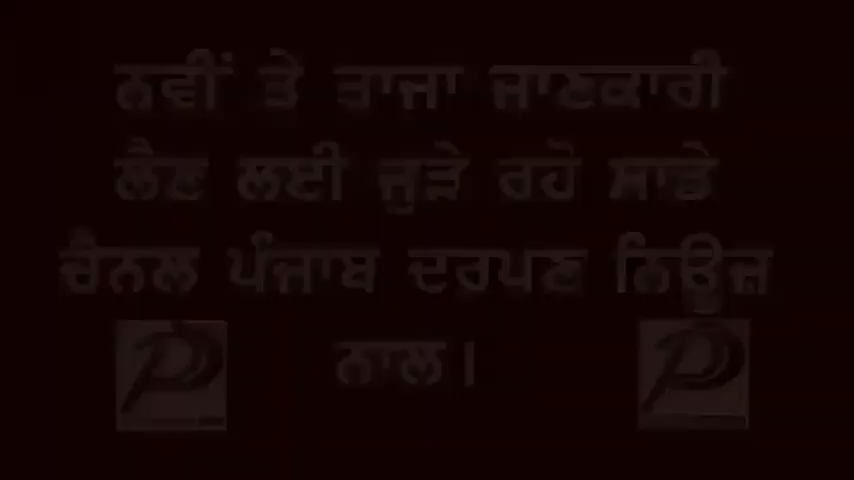 ਨਵੀਂ ਤੇ ਤਾਜਾ ਜਾਣਕਾਰੀ
ਲੈਣ ਲਈ ਜੁੜੇ ਰਹੋ ਸਾਡੇ
ਚੈਨਲ ਪੰਜਾਬ ਦਰਪਣ ਨਿਊਜ਼
ਨਾਲ।